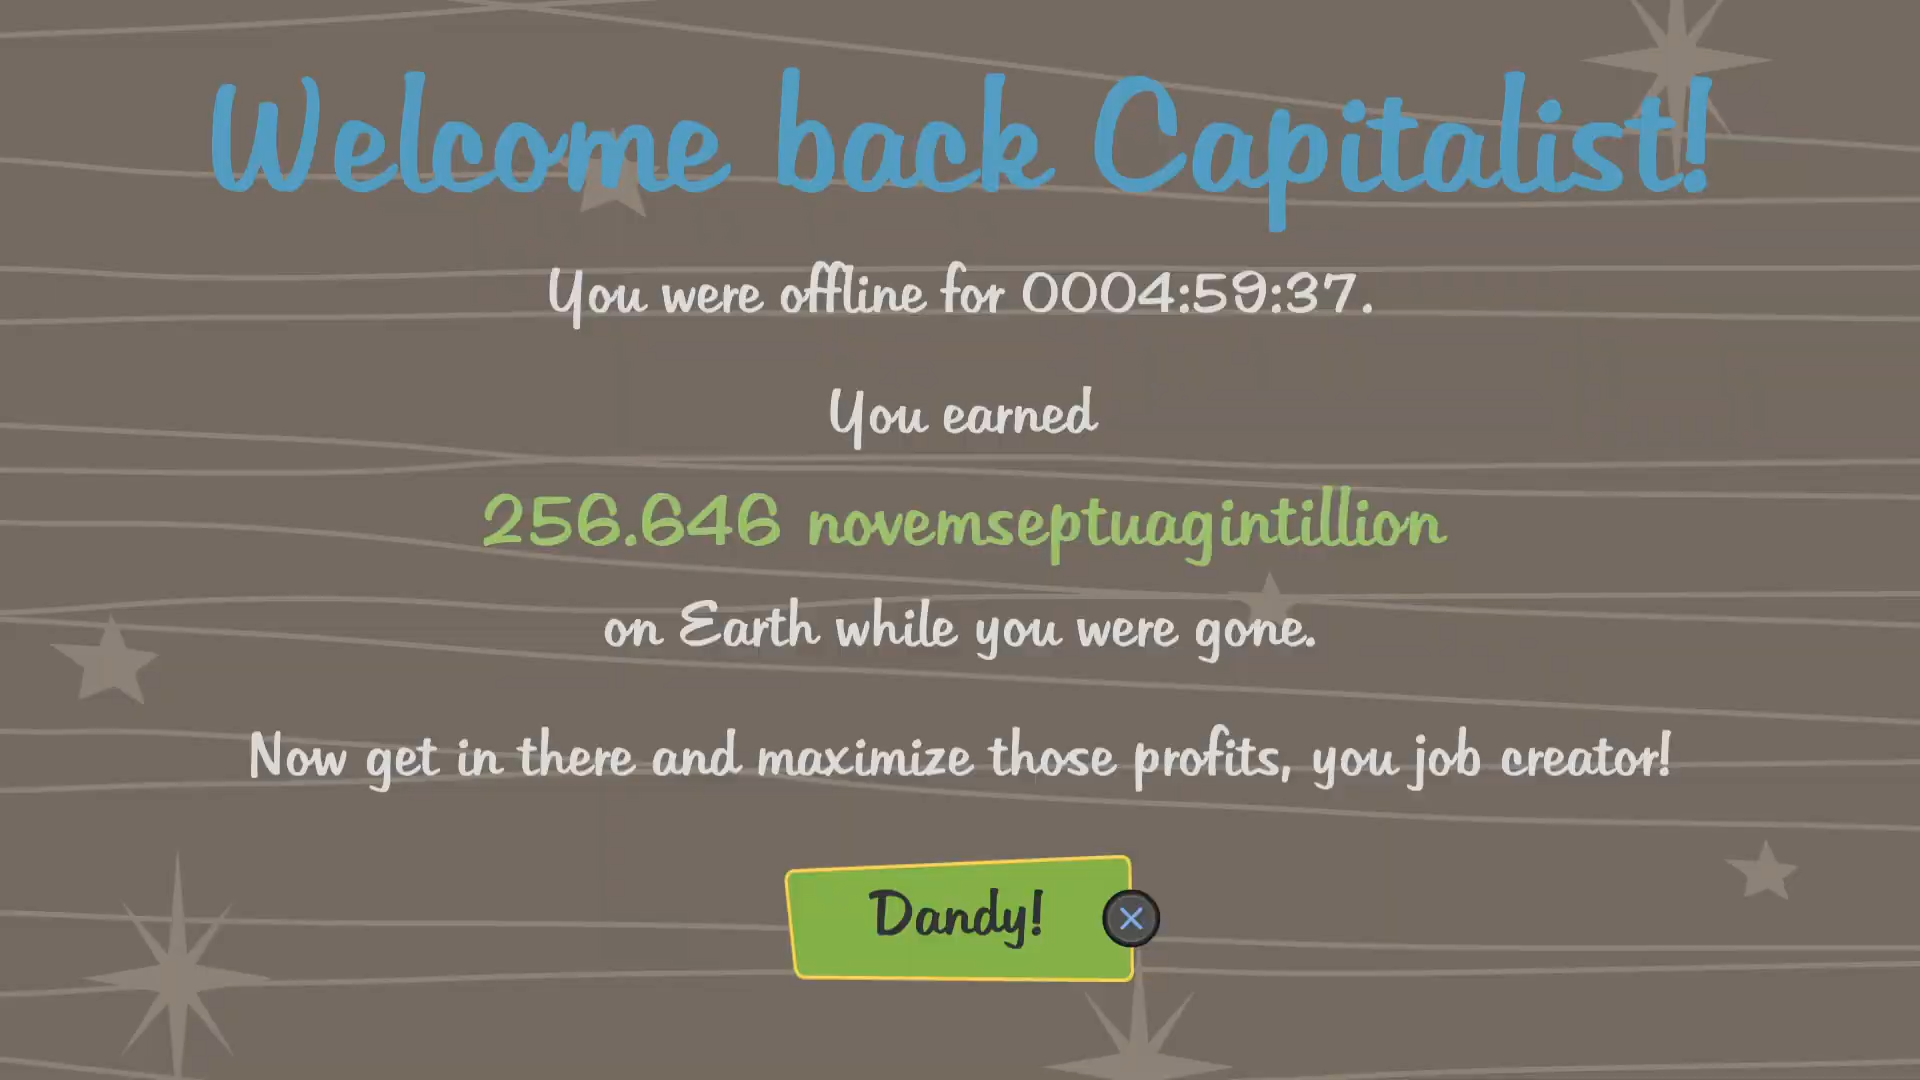 Welcome back Capitalist!
You were offline for 0004:59:37.
You earned
256.646 novemseptuagintillion
on Earth while you were gone.
Now get in there and maximize those profits, you job creator!
Dandy!